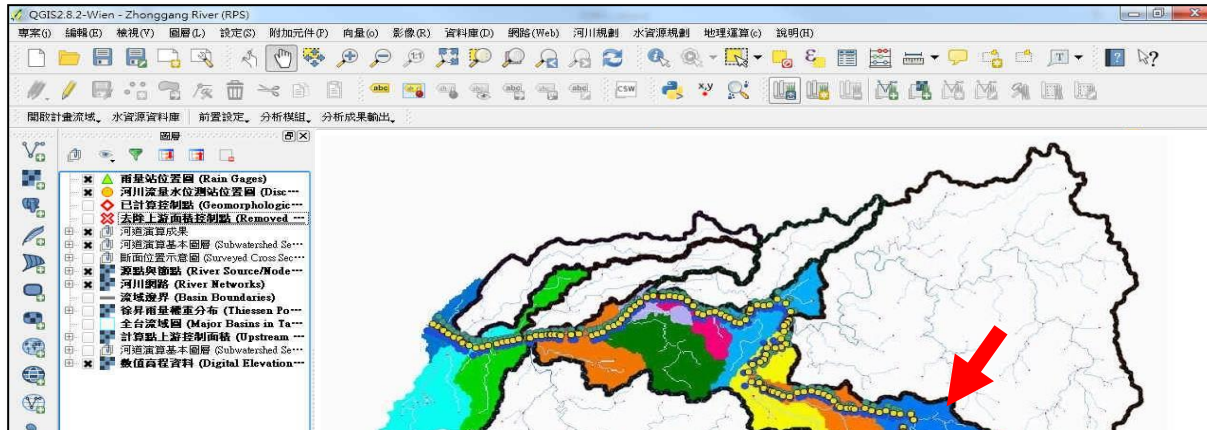 QGIS2.8.2-Wien - Zhonggang River (RPS)
專案(j) 編輯(E) 檢視(V) 圖層(L) 設定(S) 附加元件(P) 向量(o) 影像(R) 資料庫(D) 網路(Web) 河川規劃 水資源規劃 地理運算(c) 說明(H)
abc
CSW
x,y
開啟計畫流域 水資源資料庫 前置設定 分析模組 分析成果輸出
圖層
雨量站位置圖 (Rain Gages)
河川流量水位測站位置圖 (Disc…
已計算控制點 (Geomorphologic…
去除上游面積控制點 (Removed …
河道演算成果
河道演算基本圖層 (Subwatershed Se…
斷面位置示意圖 (Surveyed Cross Sec…
源點與節點 (River Source/Node…
河川網路 (River Networks)
流域邊界 (Basin Boundaries)
徐昇雨量權重分布 (Thiessen Po…
全台流域圖 (Major Basins in Ta…
計算點上游控制面積 (Upstream …
河道演算基本圖層 (Subwatershed Se…
數值高程資料 (Digital Elevation…